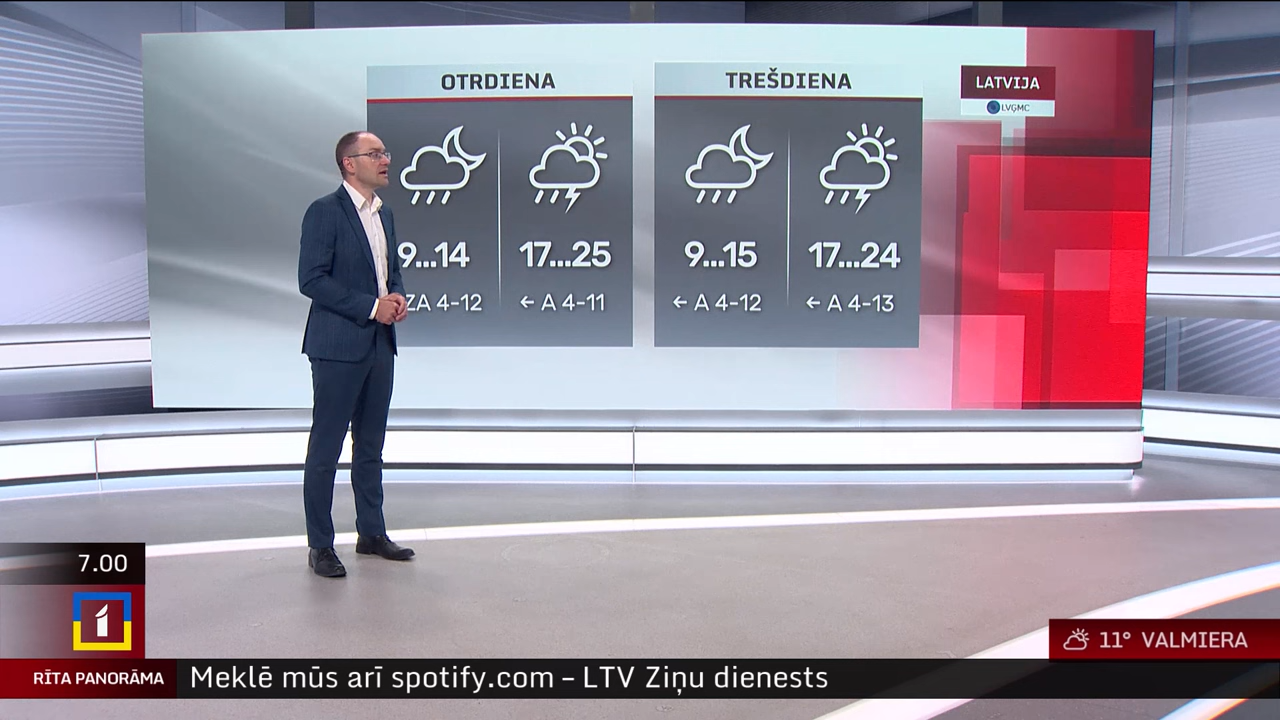 OTRDIENA
TREŠDIENA
LATVIJA
LVĢMC
9...14
17...25
9...15
17...24
ZA 4-12
← A 4-11
← A 4-12
← A 4-13
7.00
1
11° VALMIERA
RĪTA PANORĀMA
Meklē mūs arī spotify.com – LTV Ziņu dienests